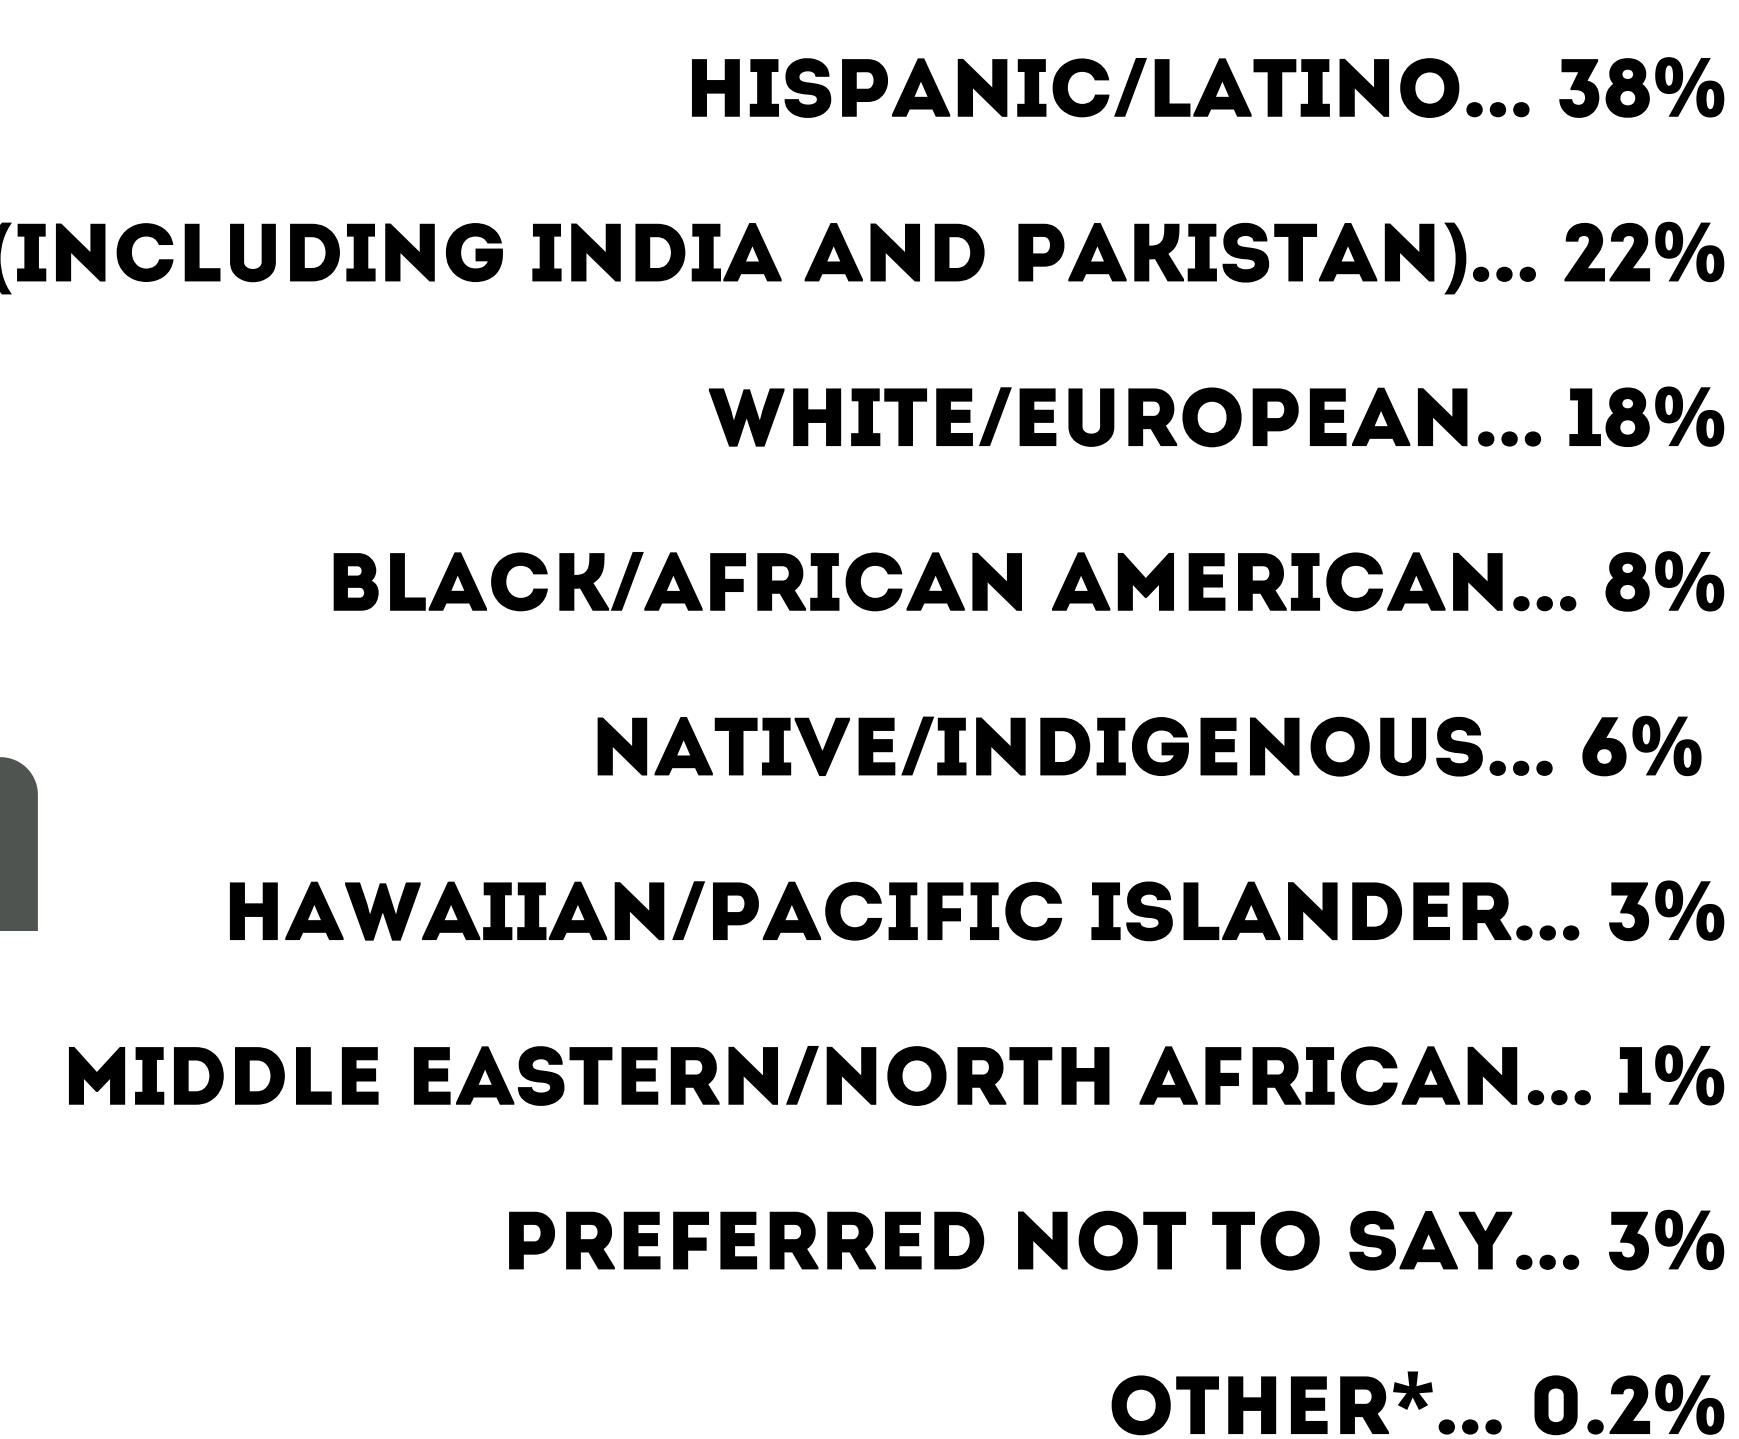 HISPANIC/LATINO... 38%
(INCLUDING INDIA AND PAKISTAN)... 22%
WHITE/EUROPEAN... 18%
BLACK/AFRICAN AMERICAN... 8%
NATIVE/INDIGENOUS... 6%
HAWAIIAN/PACIFIC ISLANDER... 3%
MIDDLE EASTERN/NORTH AFRICAN... 1%
PREFERRED NOT TO SAY... 3%
OTHER*... 0.2%